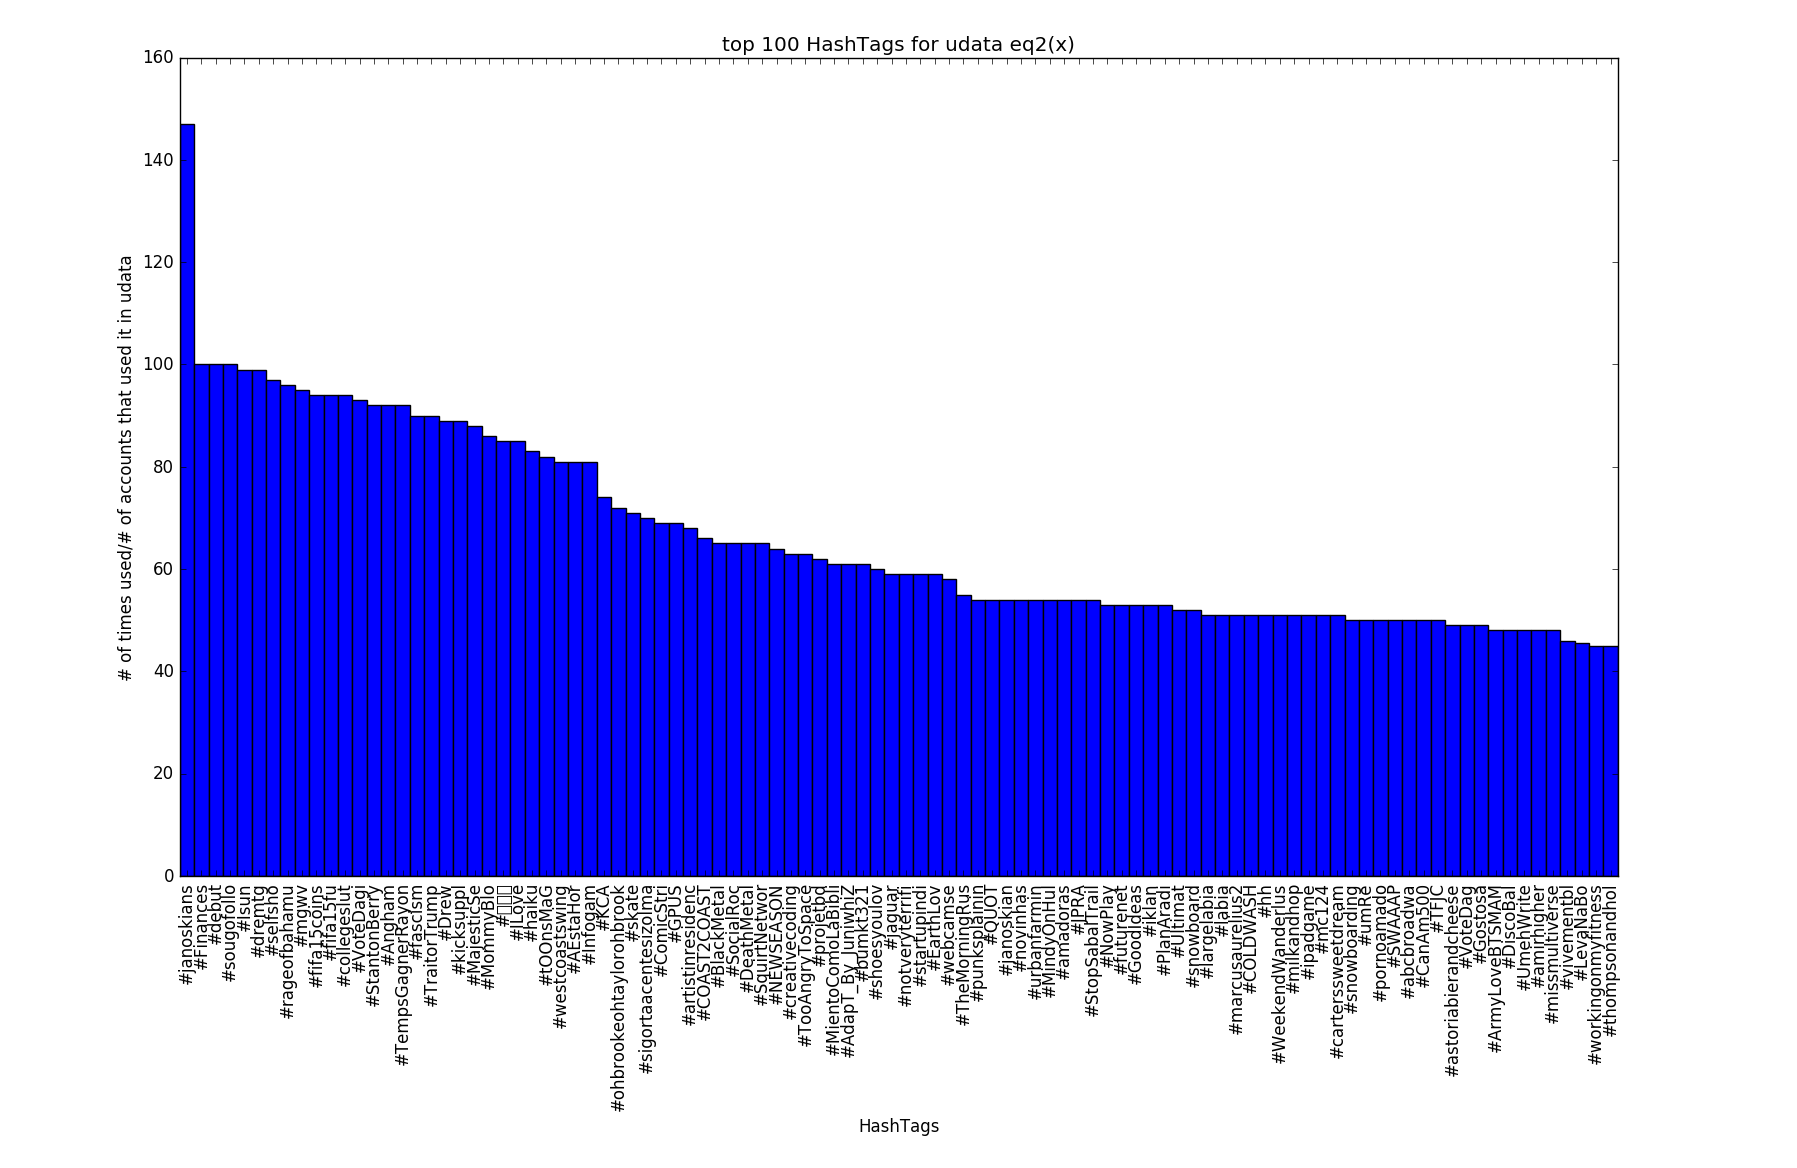 top 100 HashTags for udata eq2(x)
# of times used/# of accounts that used it in udata
160
140
120
100
80
60
40
20
0
#janoskians
#Finances
#debut
#sougofollo
#Isun
#dremtg
#selfsho
#rageofbahamu
#mgwv
#fifa15coins
#fifa15fu
#collegeslut
#VoteDagi
#StantonBerry
#Angham
#TempsGagnerRayon
#fascism
#TraitorTrump
#Drew
#kicksuppl
#MajesticSe
#MommyBlo
#ILove
#haiku
#tOOnsMaG
#westcoastswing
#AEstaHor
#Infogam
#KCA
#ohbrookeohtaylorohbrook
#skate
#sigortaacentesizolma
#ComicStri
#GPUS
#artistinresidenc
#COAST2COAST
#BlackMetal
#SocialRoc
#DeathMetal
#SquirtNetwor
#NEWSEASON
#creativecoding
#TooAngryToSpace
#projetbd
#MientoComoLaBibli
#AdapT_By_JunjwhiZ
#bumkt321
#shoesyoulov
#Jaguar
#notveryterrifi
#startupindi
#EarthLov
#webcamse
#TheMorningRus
#punksplainin
#QUOT
#janoskian
#novinhas
#urbanfarmin
#MindyOnHul
#amadoras
#IPRA
#StopSabalTrail
#NowPlay
#futurenet
#GoodIdeas
#iklan
#PlanAradi
#Ultimat
#snowboard
#largelabia
#labia
#marcusaurelius2
#COLDWASH
#hh
#WeekendWanderlus
#milkandhop
#ipadgame
#mc124
#carterssweetdream
#snowboarding
#umRe
#pornoamado
#SWAAAP
#abcbroadwa
#CanAm500
#TFJC
#astoriabierandcheese
#VoteDag
#Gostosa
#ArmyLoveBTSMAM
#DiscoBal
#UmehWrite
#amirhigher
#missmultiverse
#vivementbl
#LevaNaBo
#workingonmyfitness
#thompsonandhol
HashTags